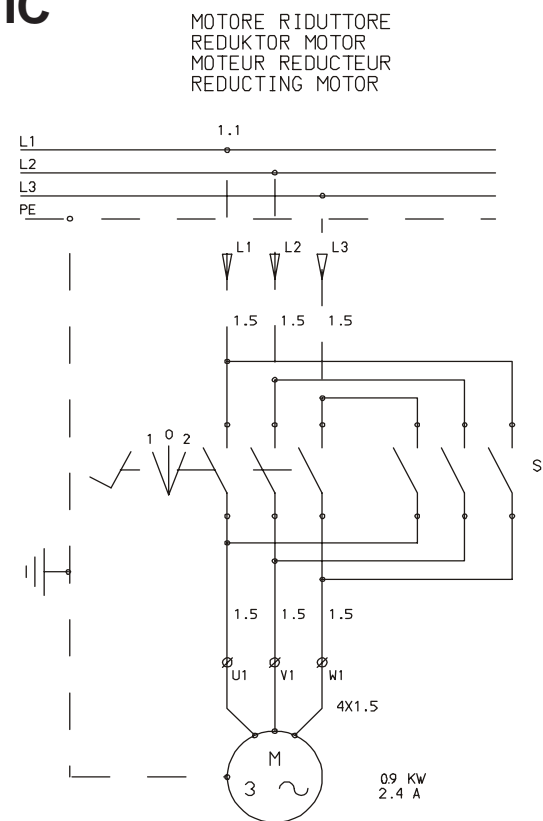 IC
MOTORE RIDUTTORE
REDUKTOR MOTOR
MOTEUR REDUCTEUR
REDUCTING MOTOR
1.1
L1
L2
L3
PE
L1 L2 L3
1.5 1.5 1.5
1 0 2
S
1.5 1.5 1.5
U1 V1 W1
4X1.5
M
3
0.9 KW
2.4 A